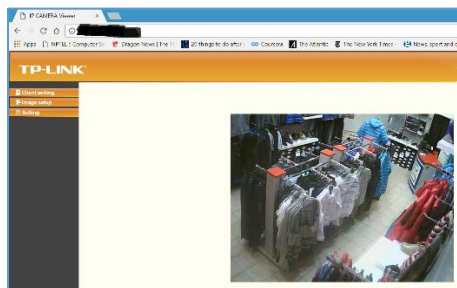 IP CAMERA Viewer
Apps NPTEL : Computer Sc Dragon News | The 20 things to do after i Coursera The Atlantic The New York Times News, sport and o
TP-LINK
Client setting
Image setup
Setting